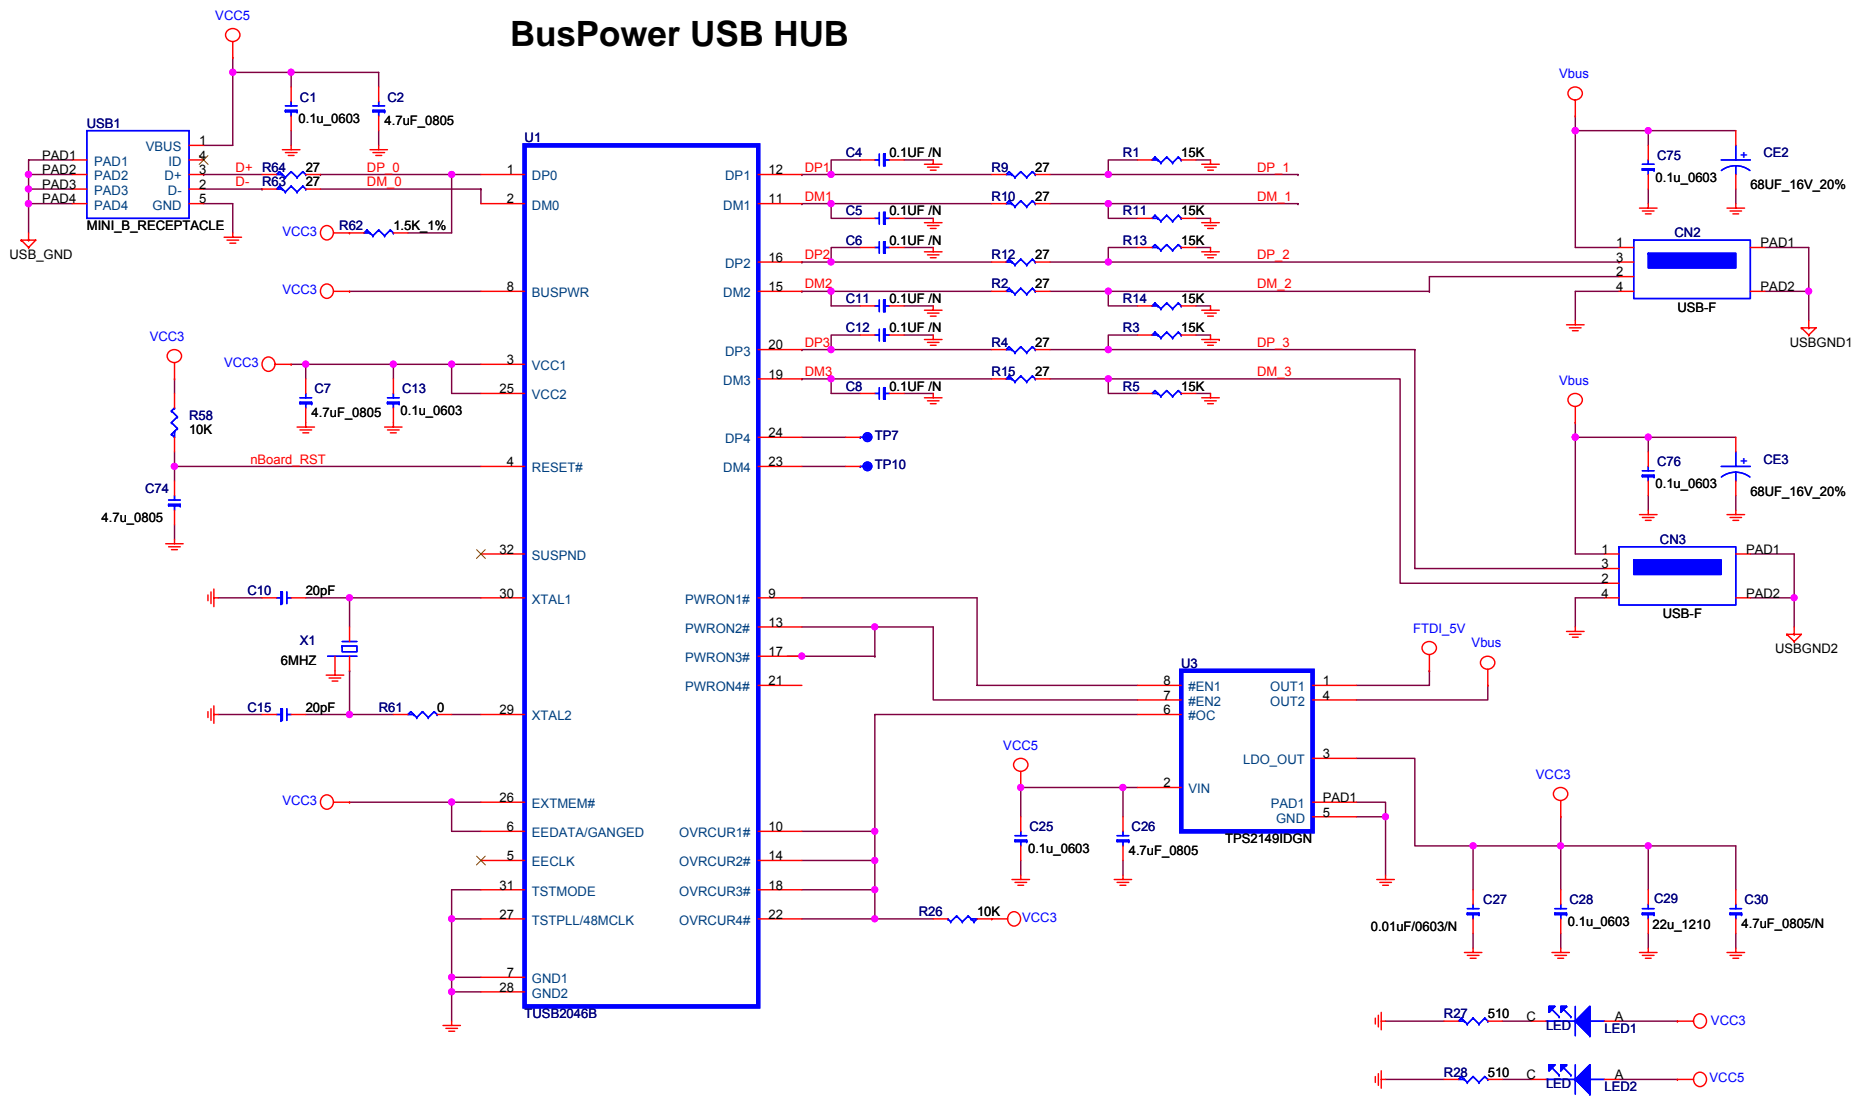 BusPower USB HUB
VCC5
C1
0.1u_0603
C2
4.7uF_0805
USB1
VBUS 1
ID 4
D+ 3
D- 2
GND 5
PAD1 PAD1
PAD2 PAD2
PAD3 PAD3
PAD4 PAD4
MINI_B_RECEPTACLE
USB_GND
D+ R64 27 DP_0
D- R63 27 DM_0
VCC3 R62 1.5K_1%
VCC3
VCC3
R58
10K
nBoard_RST
C74
4.7u_0805
VCC3
C7
4.7uF_0805
C13
0.1u_0603
C10 20pF
X1
6MHZ
C15 20pF
R61 0
VCC3
U1
1 DP0
2 DM0
8 BUSPWR
3 VCC1
25 VCC2
4 RESET#
32 SUSPND
30 XTAL1
29 XTAL2
26 EXTMEM#
6 EEDATA/GANGED
5 EECLK
31 TSTMODE
27 TSTPLL/48MCLK
7 GND1
28 GND2
TUSB2046B
DP1 12
DM1 11
DP2 16
DM2 15
DP3 20
DM3 19
DP4 24
DM4 23
PWRON1# 9
PWRON2# 13
PWRON3# 17
PWRON4# 21
OVRCUR1# 10
OVRCUR2# 14
OVRCUR3# 18
OVRCUR4# 22
C4 0.1UF /N
R1 15K
DP1 R9 27 DP_1
DM1 R10 27 DM_1
C5 0.1UF /N
R11 15K
C6 0.1UF /N
R13 15K
DP2 R12 27 DP_2
DM2 R2 27 DM_2
C11 0.1UF /N
R14 15K
C12 0.1UF /N
R3 15K
DP3 R4 27 DP_3
DM3 R15 27 DM_3
C8 0.1UF /N
R5 15K
TP7
TP10
R26 10K VCC3
Vbus
C75
0.1u_0603
+ CE2
68UF_16V_20%
CN2
1
3
2
4
PAD1
PAD2
USB-F
USBGND1
Vbus
C76
0.1u_0603
+ CE3
68UF_16V_20%
CN3
1
3
2
4
PAD1
PAD2
USB-F
USBGND2
FTDI_5V
Vbus
U3
8 #EN1
7 #EN2
6 #OC
2 VIN
OUT1 1
OUT2 4
LDO_OUT 3
PAD1 PAD1
GND 5
TPS2149IDGN
VCC5
C25
0.1u_0603
C26
4.7uF_0805
VCC3
C27
0.01uF/0603/N
C28
0.1u_0603
C29
22u_1210
C30
4.7uF_0805/N
R27 510 C LED A LED1 VCC3
R28 510 C LED A LED2 VCC5